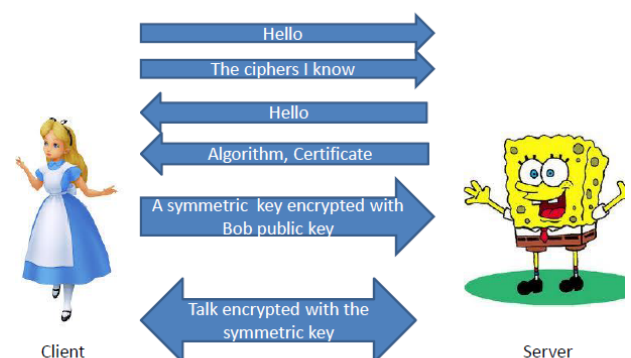 Hello
The ciphers I know
Hello
Algorithm, Certificate
A symmetric key encrypted with
Bob public key
Talk encrypted with the
symmetric key
Client
Server